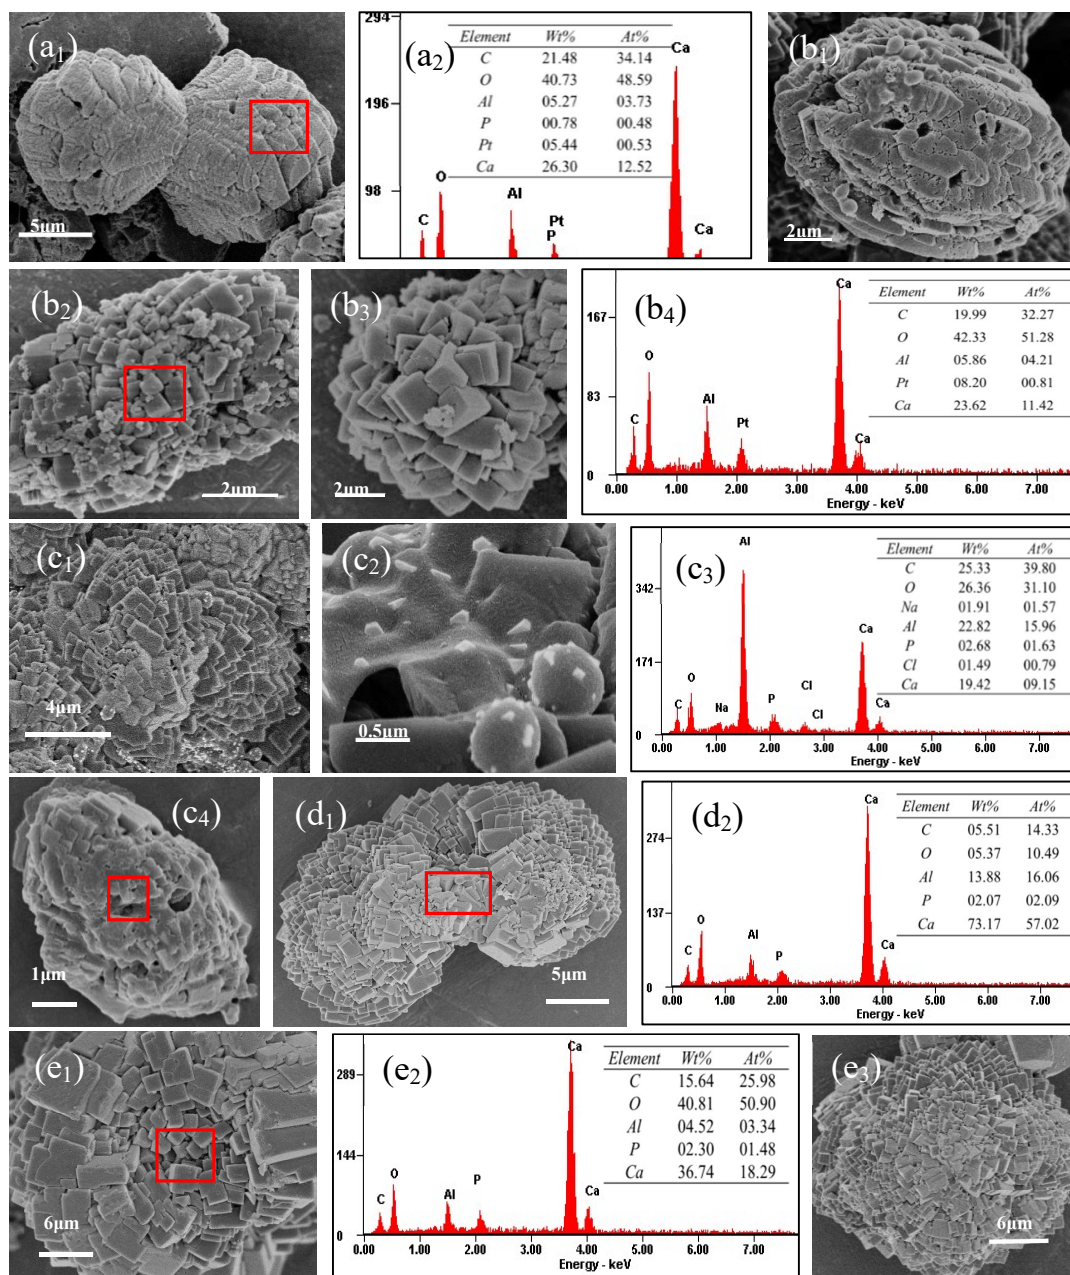 (a1)
5μm
(a2)
294
196
98
Element Wt% At%
C 21.48 34.14
O 40.73 48.59
Al 05.27 03.73
P 00.78 00.48
Pt 05.44 00.53
Ca 26.30 12.52
C
O
Al
Pt
P
Ca
Ca
(b1)
2μm
(b2)
2μm
(b3)
2μm
(b4)
167
83
0
Element Wt% At%
C 19.99 32.27
O 42.33 51.28
Al 05.86 04.21
Pt 08.20 00.81
Ca 23.62 11.42
C
O
Al
Pt
Ca
Ca
0.00 1.00 2.00 3.00 4.00 5.00 6.00 7.00
Energy - keV
(c1)
4μm
(c2)
0.5μm
(c3)
342
171
0
Element Wt% At%
C 25.33 39.80
O 26.36 31.10
Na 01.91 01.57
Al 22.82 15.96
P 02.68 01.63
Cl 01.49 00.79
Ca 19.42 09.15
C
O
Na
Al
P
Cl
Cl
Ca
Ca
0.00 1.00 2.00 3.00 4.00 5.00 6.00 7.00
Energy - keV
(c4)
1μm
(d1)
5μm
(d2)
274
137
0
Element Wt% At%
C 05.51 14.33
O 05.37 10.49
Al 13.88 16.06
P 02.07 02.09
Ca 73.17 57.02
C
O
Al
P
Ca
Ca
0.00 1.00 2.00 3.00 4.00 5.00 6.00 7.00
Energy - keV
(e1)
6μm
(e2)
289
144
0
Element Wt% At%
C 15.64 25.98
O 40.81 50.90
Al 04.52 03.34
P 02.30 01.48
Ca 36.74 18.29
C
O
Al
P
Ca
Ca
0.00 1.00 2.00 3.00 4.00 5.00 6.00 7.00
Energy - keV
(e3)
6μm